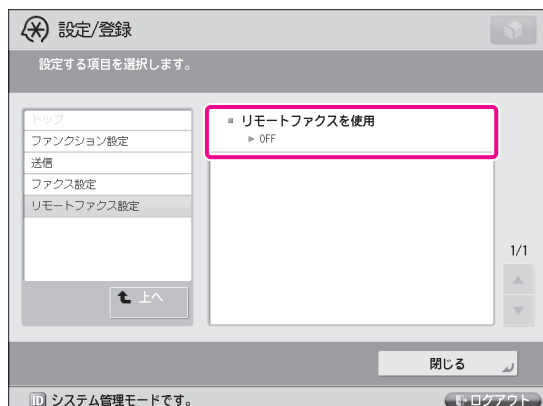 設定/登録
設定する項目を選択します。
トップ
ファンクション設定
送信
ファクス設定
リモートファクス設定
上へ
リモートファクスを使用
► OFF
1/1
閉じる
ID システム管理モードです。
ログアウト